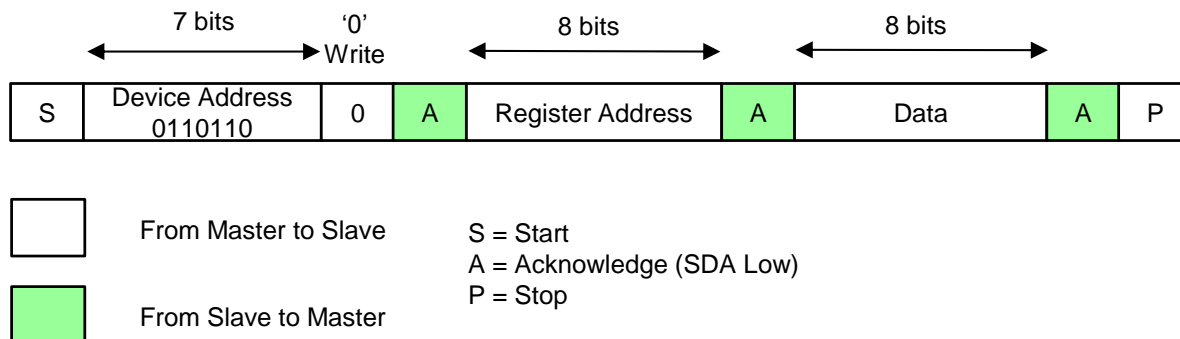 7 bits
‘0’
Write
8 bits
8 bits
S
Device Address
0110110
0
A
Register Address
A
Data
A
P
From Master to Slave
From Slave to Master
S = Start
A = Acknowledge (SDA Low)
P = Stop